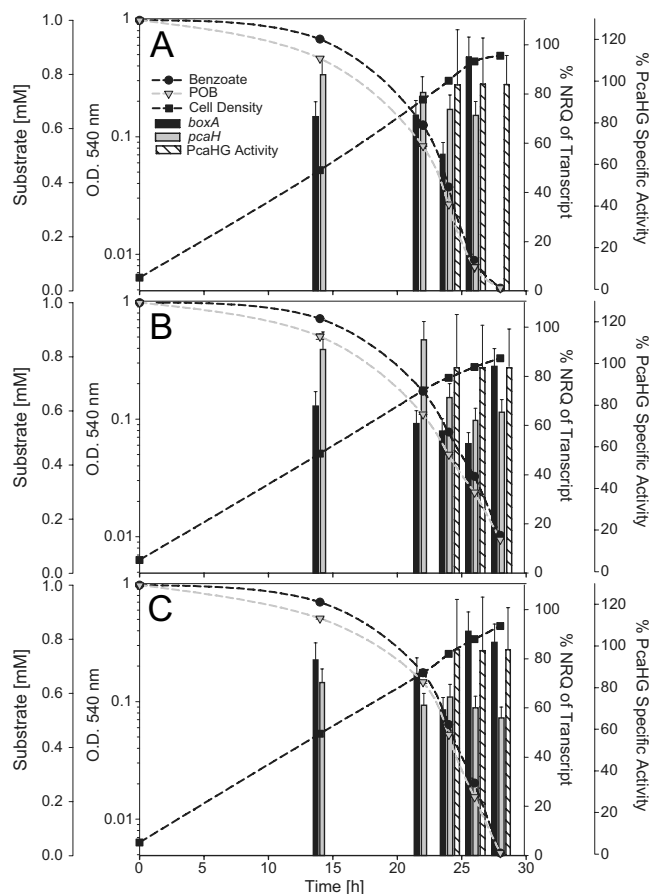 A
Benzoate
POB
Cell Density
boxA
pcaH
PcaHG Activity
Substrate [mM]
1.0
0.8
0.6
0.4
0.2
0.0
O.D. 540 nm
1
0.1
0.01
% NRQ of Transcript
100
80
60
40
20
0
% PcaHG Specific Activity
120
100
80
60
40
20
0
B
Substrate [mM]
1.0
0.8
0.6
0.4
0.2
0.0
O.D. 540 nm
1
0.1
0.01
% NRQ of Transcript
100
80
60
40
20
0
% PcaHG Specific Activity
120
100
80
60
40
20
0
C
Substrate [mM]
1.0
0.8
0.6
0.4
0.2
0.0
O.D. 540 nm
1
0.1
0.01
% NRQ of Transcript
100
80
60
40
20
0
% PcaHG Specific Activity
120
100
80
60
40
20
0
0 5 10 15 20 25 30
Time [h]